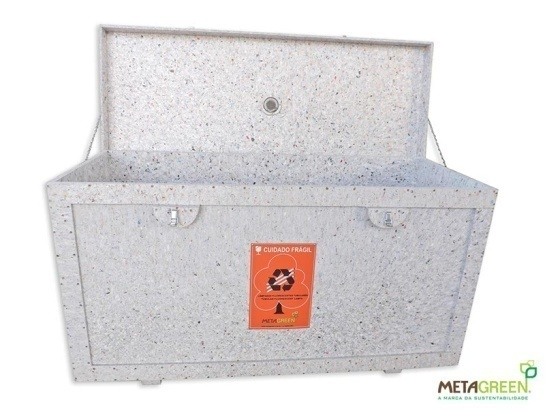 CUIDADO FRÁGIL
METAGREEN
METAGREEN
A MARCA DA SUSTENTABILIDADE